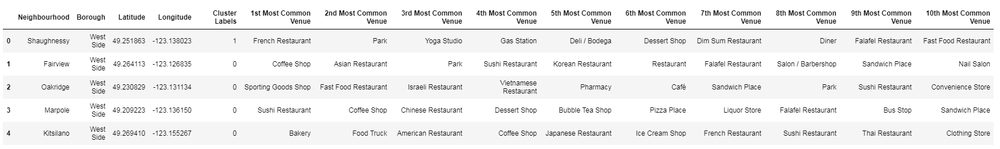 Neighbourhood Borough Latitude Longitude Cluster Labels 1st Most Common Venue 2nd Most Common Venue 3rd Most Common Venue 4th Most Common Venue 5th Most Common Venue 6th Most Common Venue 7th Most Common Venue 8th Most Common Venue 9th Most Common Venue 10th Most Common Venue
0 Shaughnessy West Side 49.251863 -123.138023 1 French Restaurant Park Yoga Studio Gas Station Deli / Bodega Dessert Shop Dim Sum Restaurant Diner Falafel Restaurant Fast Food Restaurant
1 Fairview West Side 49.264113 -123.126835 0 Coffee Shop Asian Restaurant Park Sushi Restaurant Korean Restaurant Restaurant Falafel Restaurant Salon / Barbershop Sandwich Place Nail Salon
2 Oakridge West Side 49.230829 -123.131134 0 Sporting Goods Shop Fast Food Restaurant Israeli Restaurant Vietnamese Restaurant Pharmacy Café Sandwich Place Park Sushi Restaurant Convenience Store
3 Marpole West Side 49.209223 -123.136150 0 Sushi Restaurant Coffee Shop Chinese Restaurant Dessert Shop Bubble Tea Shop Pizza Place Liquor Store Falafel Restaurant Bus Stop Sandwich Place
4 Kitsilano West Side 49.269410 -123.155267 0 Bakery Food Truck American Restaurant Coffee Shop Japanese Restaurant Ice Cream Shop French Restaurant Sushi Restaurant Thai Restaurant Clothing Store